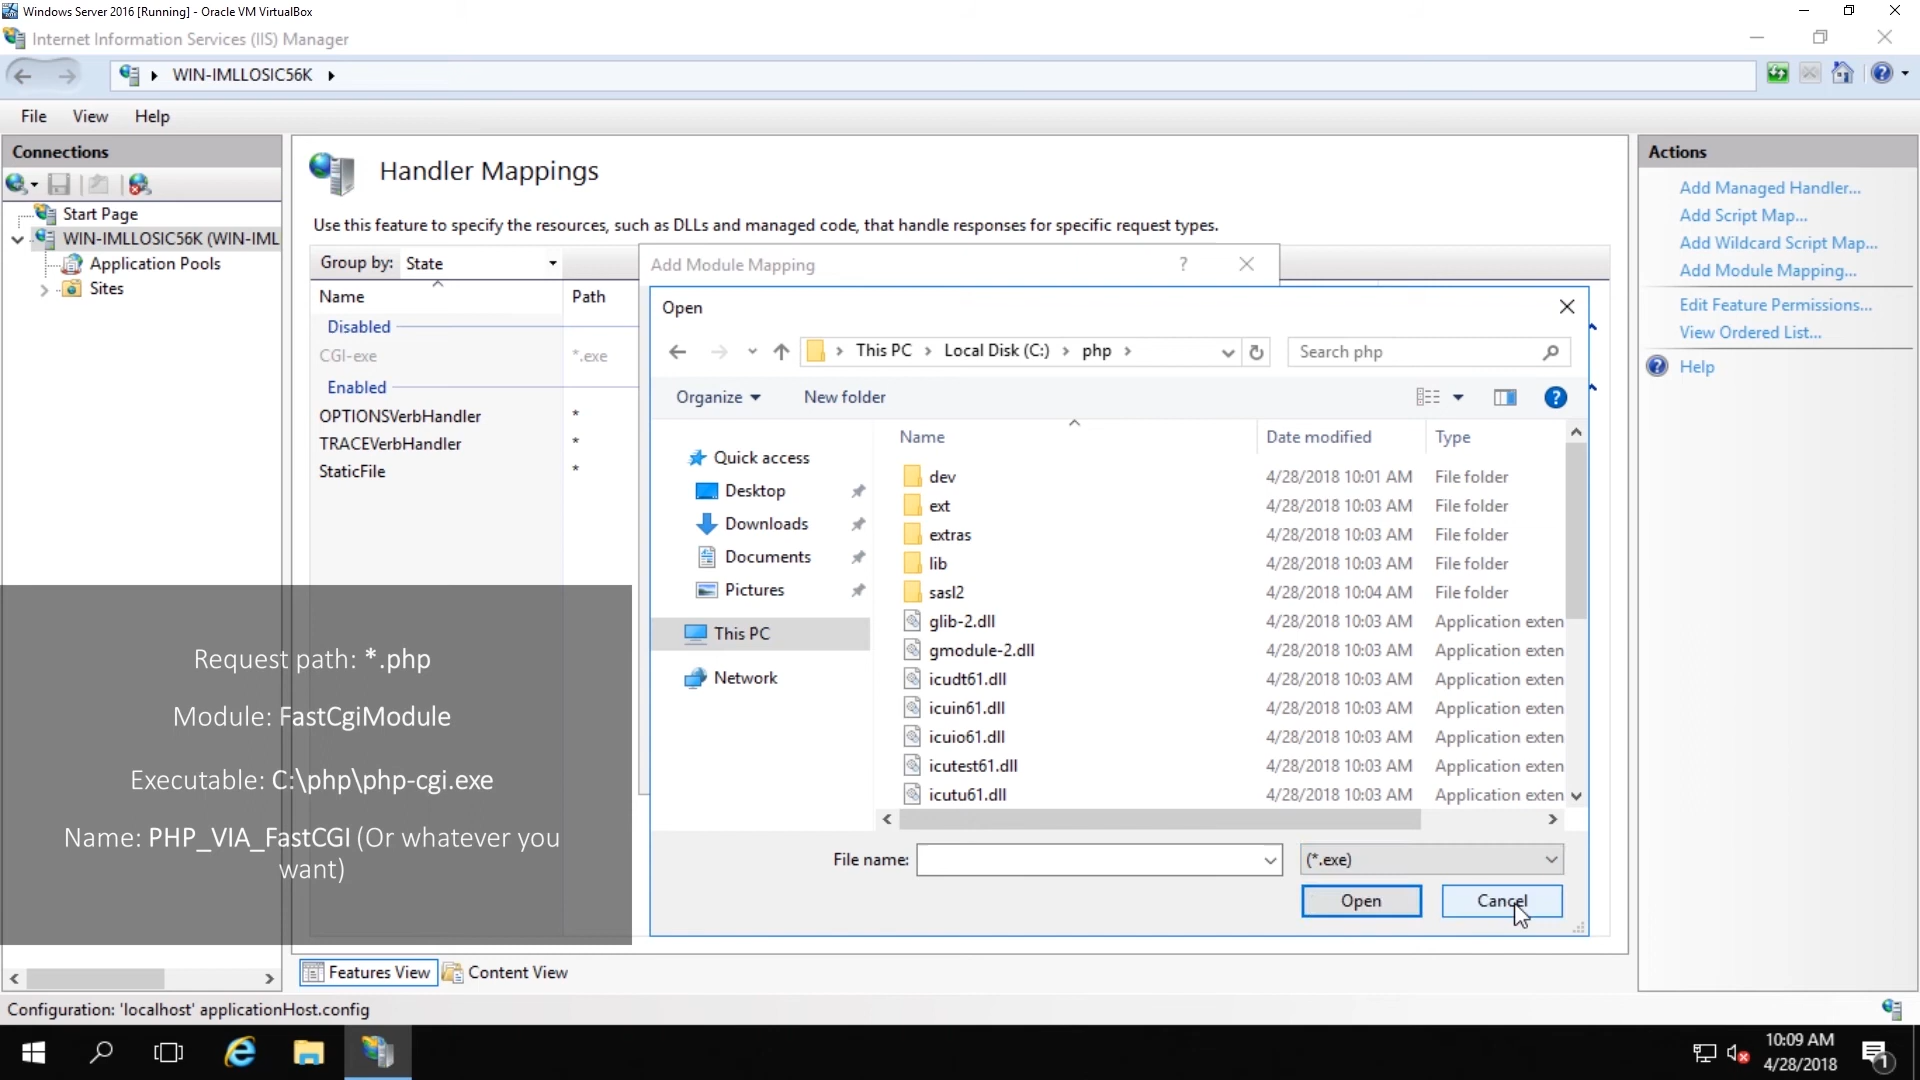 Windows Server 2016 [Running] - Oracle VM VirtualBox
Internet Information Services (IIS) Manager
WIN-IMLLOSIC56K
File View Help
Connections
Start Page
WIN-IMLLOSIC56K (WIN-IML
Application Pools
Sites
Handler Mappings
Use this feature to specify the resources, such as DLLs and managed code, that handle responses for specific request types.
Group by: State
Name Path
Disabled
CGI-exe *.exe
Enabled
OPTIONSVerbHandler *
TRACEVerbHandler *
StaticFile *
Add Module Mapping ?
Open
This PC Local Disk (C:) php
Search php
Organize New folder
Quick access
Desktop
Downloads
Documents
Pictures
This PC
Network
Name Date modified Type
dev 4/28/2018 10:01 AM File folder
ext 4/28/2018 10:03 AM File folder
extras 4/28/2018 10:03 AM File folder
lib 4/28/2018 10:03 AM File folder
sasl2 4/28/2018 10:04 AM File folder
glib-2.dll 4/28/2018 10:03 AM Application exten
gmodule-2.dll 4/28/2018 10:03 AM Application exten
icudt61.dll 4/28/2018 10:03 AM Application exten
icuin61.dll 4/28/2018 10:03 AM Application exten
icuio61.dll 4/28/2018 10:03 AM Application exten
icutest61.dll 4/28/2018 10:03 AM Application exten
icutu61.dll 4/28/2018 10:03 AM Application exten
File name: (*.exe)
Open Cancel
Actions
Add Managed Handler...
Add Script Map...
Add Wildcard Script Map...
Add Module Mapping...
Edit Feature Permissions...
View Ordered List...
Help
Request path: *.php
Module: FastCgiModule
Executable: C:\php\php-cgi.exe
Name: PHP_VIA_FastCGI (Or whatever you
want)
Features View Content View
Configuration: 'localhost' applicationHost.config
10:09 AM
4/28/2018
1